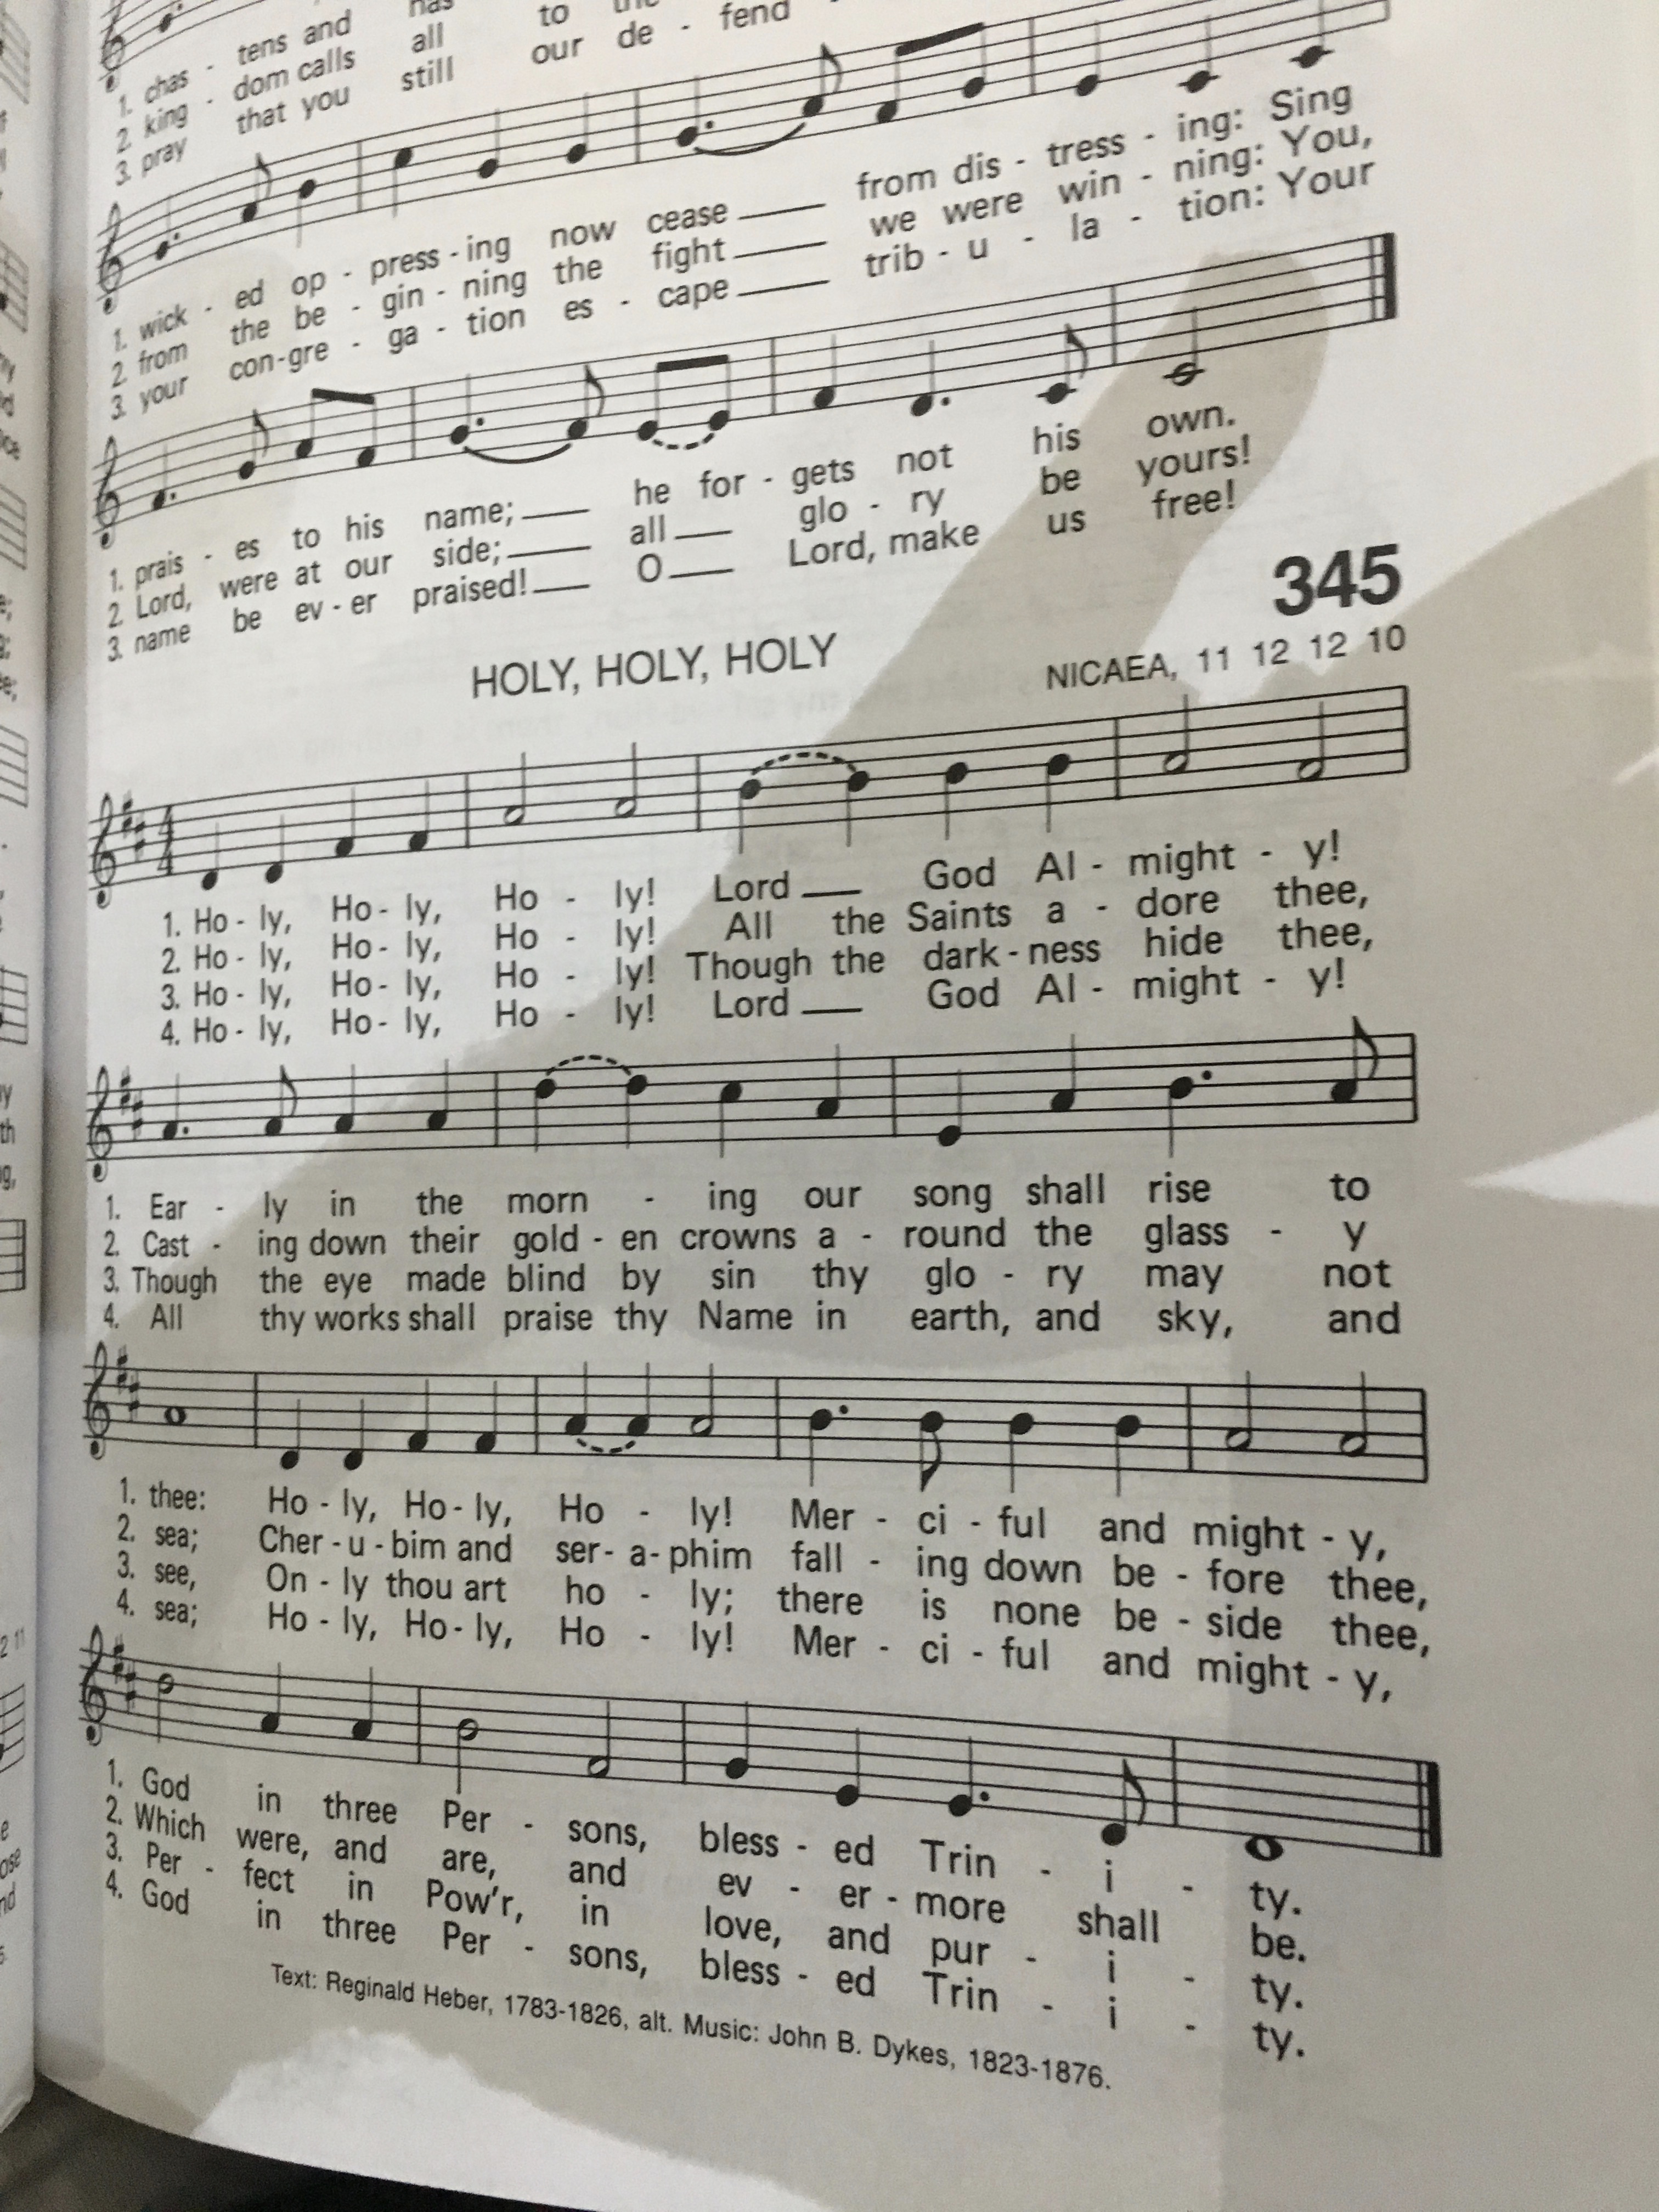 1. chas - tens and has to the
2. king - dom calls all our de - fend
3. pray that you still
1. wick - ed op - press - ing now cease from dis - tress - ing: Sing
2. from the be - gin - ning the fight we were win - ning: You,
3. your con-gre - ga - tion es - cape trib - u - la - tion: Your
1. prais - es to his name; he for - gets not his own.
2. Lord, were at our side; all glo - ry be yours!
3. name be ev - er praised! O Lord, make us free!
345
HOLY, HOLY, HOLY
NICAEA, 11 12 12 10
1. Ho - ly, Ho - ly, Ho - ly! Lord God Al - might - y!
2. Ho - ly, Ho - ly, Ho - ly! All the Saints a - dore thee,
3. Ho - ly, Ho - ly, Ho - ly! Though the dark - ness hide thee,
4. Ho - ly, Ho - ly, Ho - ly! Lord God Al - might - y!
1. Ear - ly in the morn - ing our song shall rise to
2. Cast - ing down their gold - en crowns a - round the glass - y
3. Though the eye made blind by sin thy glo - ry may not
4. All thy works shall praise thy Name in earth, and sky, and
1. thee: Ho - ly, Ho - ly, Ho - ly! Mer - ci - ful and might - y,
2. sea; Cher - u - bim and ser - a - phim fall - ing down be - fore thee,
3. see, On - ly thou art ho - ly; there is none be - side thee,
4. sea; Ho - ly, Ho - ly, Ho - ly! Mer - ci - ful and might - y,
1. God in three Per - sons, bless - ed Trin - i - ty.
2. Which were, and are, and ev - er - more shall be.
3. Per - fect in Pow'r, in love, and pur - i - ty.
4. God in three Per - sons, bless - ed Trin - i - ty.
Text: Reginald Heber, 1783-1826, alt. Music: John B. Dykes, 1823-1876.